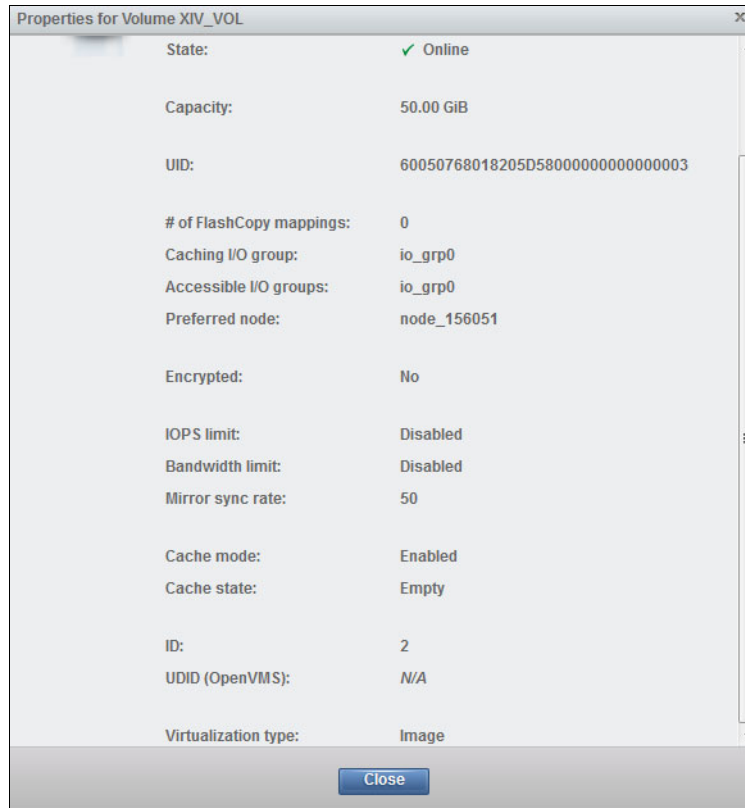 Properties for Volume XIV_VOL x
State: ✓ Online
Capacity: 50.00 GiB
UID: 60050768018205D58000000000000003
# of FlashCopy mappings: 0
Caching I/O group: io_grp0
Accessible I/O groups: io_grp0
Preferred node: node_156051
Encrypted: No
IOPS limit: Disabled
Bandwidth limit: Disabled
Mirror sync rate: 50
Cache mode: Enabled
Cache state: Empty
ID: 2
UDID (OpenVMS): N/A
Virtualization type: Image
Close